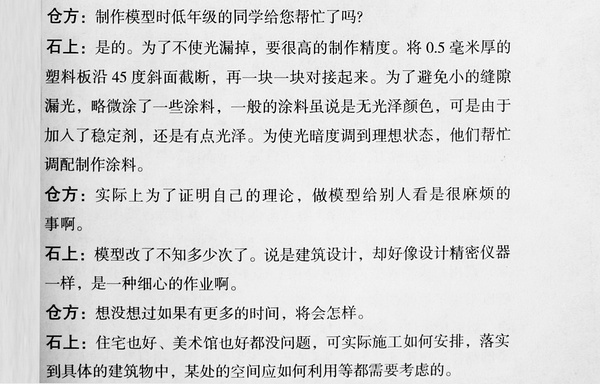 仓方：制作模型时低年级的同学给您帮忙了吗?
石上：是的。为了不使光漏掉，要很高的制作精度。将 0.5 毫米厚的
塑料板沿 45 度斜面截断，再一块一块对接起来。为了避免小的缝隙
漏光，略微涂了一些涂料，一般的涂料虽说是无光泽颜色，可是由于
加入了稳定剂，还是有点光泽。为使光暗度调到理想状态，他们帮忙
调配制作涂料。
仓方：实际上为了证明自己的理论，做模型给别人看是很麻烦的
事啊。
石上：模型改了不知多少次了。说是建筑设计，却好像设计精密仪器
一样，是一种细心的作业啊。
仓方：想没想过如果有更多的时间，将会怎样。
石上：住宅也好、美术馆也好都没问题，可实际施工如何安排，落实
到具体的建筑物中，某处的空间应如何利用等都需要考虑的。